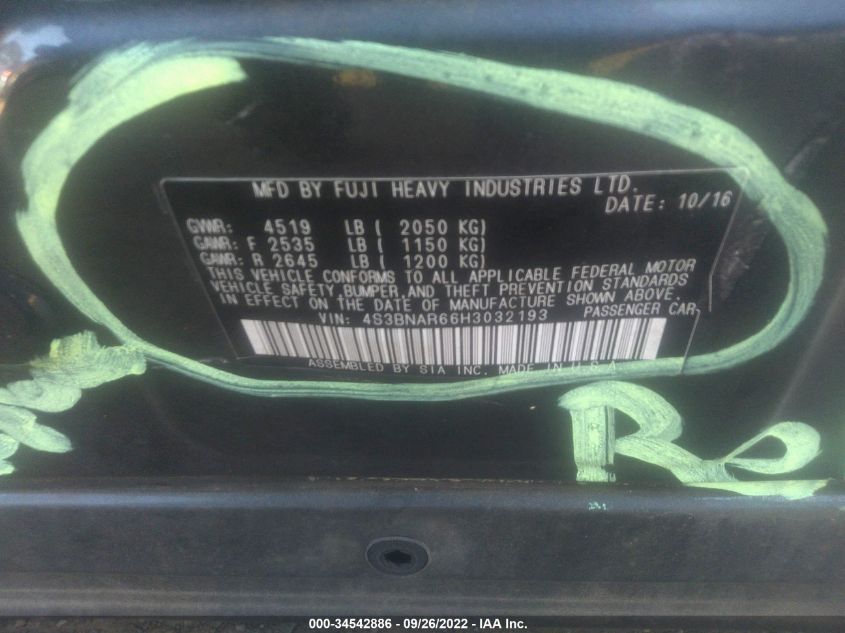 MFD BY FUJI HEAVY INDUSTRIES LTD.
DATE: 10/16
GVWR: 4519 LB ( 2050 KG)
GAWR: F 2535 LB ( 1150 KG)
GAWR: R 2645 LB ( 1200 KG)
THIS VEHICLE CONFORMS TO ALL APPLICABLE FEDERAL MOTOR
VEHICLE SAFETY, BUMPER, AND THEFT PREVENTION STANDARDS
IN EFFECT ON THE DATE OF MANUFACTURE SHOWN ABOVE.
VIN: 4S3BNAR66H3032193 PASSENGER CAR
ASSEMBLED BY SIA INC. MADE IN U.S.A
000-34542886 - 09/26/2022 - IAA Inc.